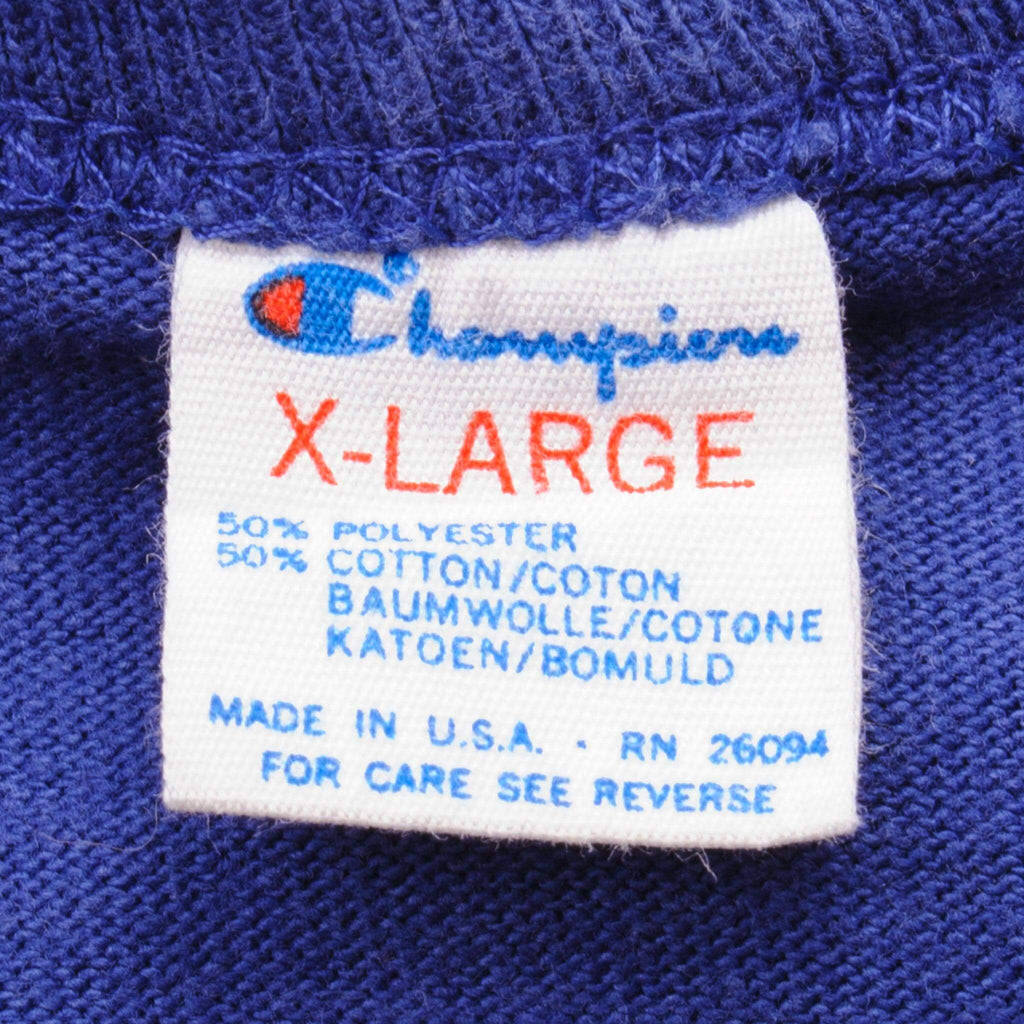 Champion®
X-LARGE
50% POLYESTER
50% COTTON/COTON
BAUMWOLLE/COTONE
KATOEN/BOMULD
MADE IN U.S.A. · RN 26094
FOR CARE SEE REVERSE